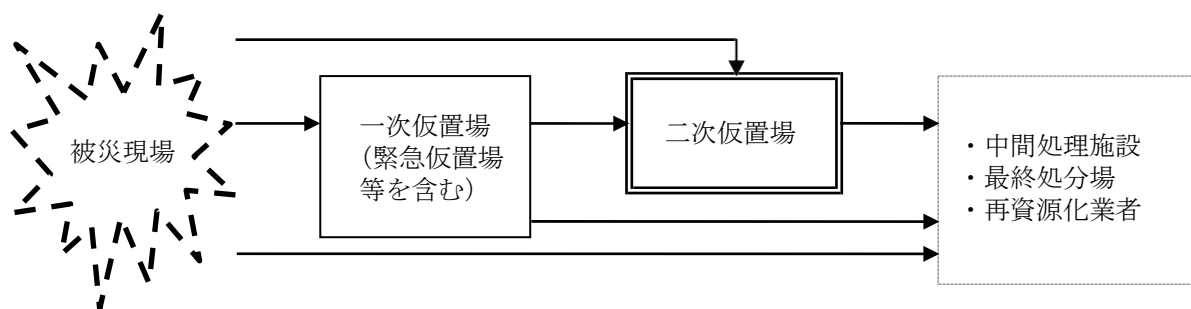 被災現場
一次仮置場
（緊急仮置場
等を含む）
二次仮置場
・中間処理施設
・最終処分場
・再資源化業者